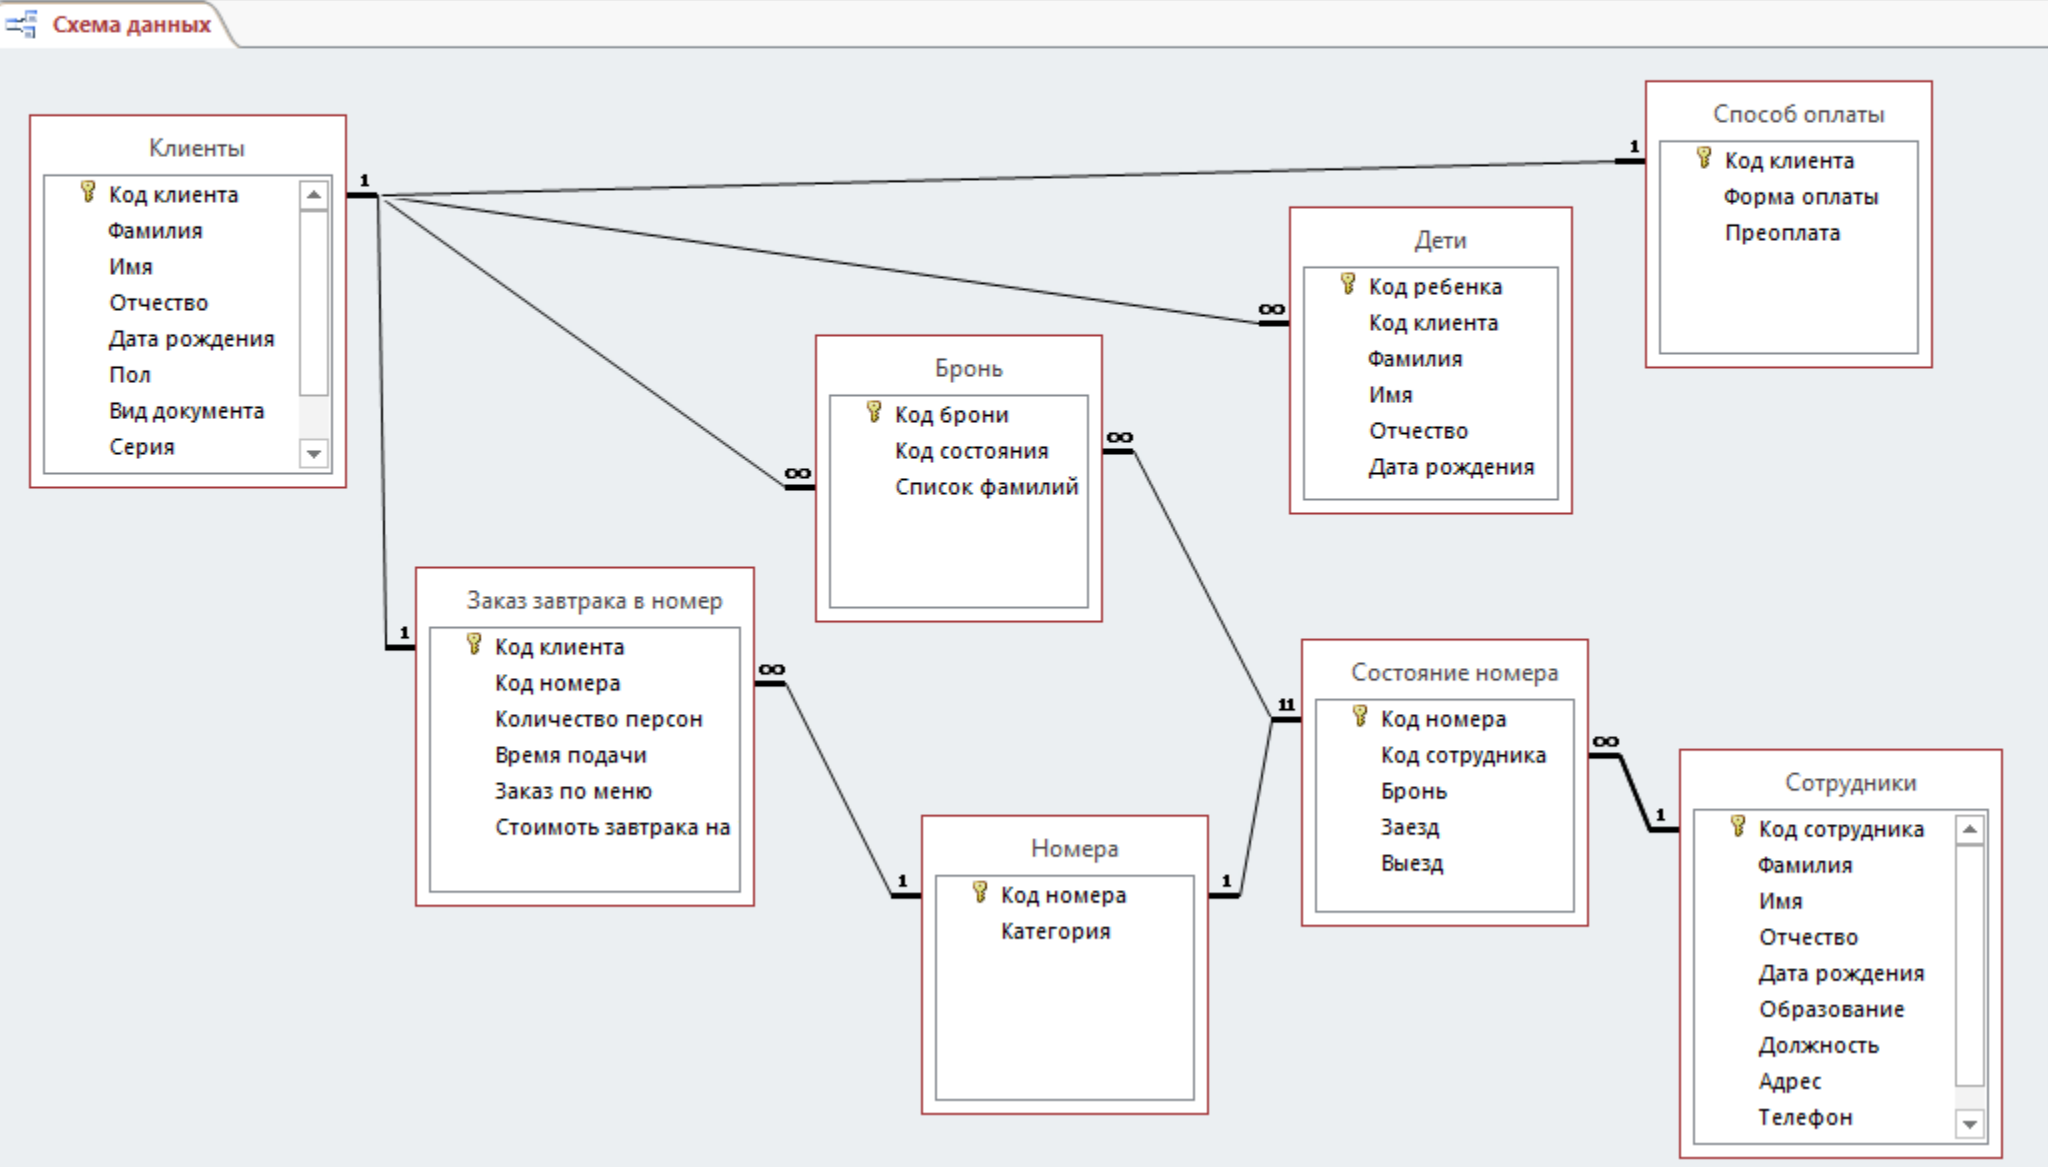 Схема данных
Клиенты
Код клиента
Фамилия
Имя
Отчество
Дата рождения
Пол
Вид документа
Серия
1
1
Способ оплаты
Код клиента
Форма оплаты
Преоплата
∞
Дети
Код ребенка
Код клиента
Фамилия
Имя
Отчество
Дата рождения
∞
Бронь
Код брони
Код состояния
Список фамилий
∞
1
Заказ завтрака в номер
Код клиента
Код номера
Количество персон
Время подачи
Заказ по меню
Стоимоть завтрака на
∞
1
Номера
Код номера
Категория
1
11
Состояние номера
Код номера
Код сотрудника
Бронь
Заезд
Выезд
∞
1
Сотрудники
Код сотрудника
Фамилия
Имя
Отчество
Дата рождения
Образование
Должность
Адрес
Телефон